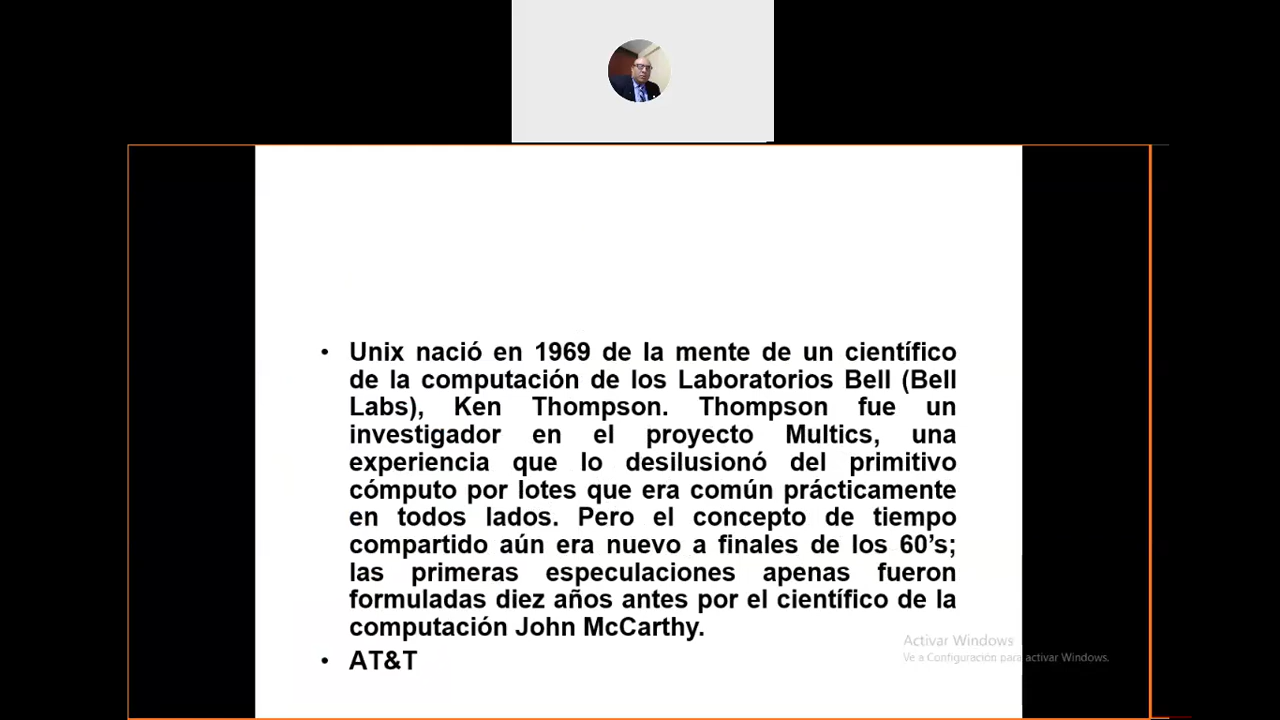 • Unix nació en 1969 de la mente de un científico
de la computación de los Laboratorios Bell (Bell
Labs), Ken Thompson. Thompson fue un
investigador en el proyecto Multics, una
experiencia que lo desilusionó del primitivo
cómputo por lotes que era común prácticamente
en todos lados. Pero el concepto de tiempo
compartido aún era nuevo a finales de los 60’s;
las primeras especulaciones apenas fueron
formuladas diez años antes por el científico de la
computación John McCarthy.
• AT&T
Activar Windows
Ve a Configuración para activar Windows.